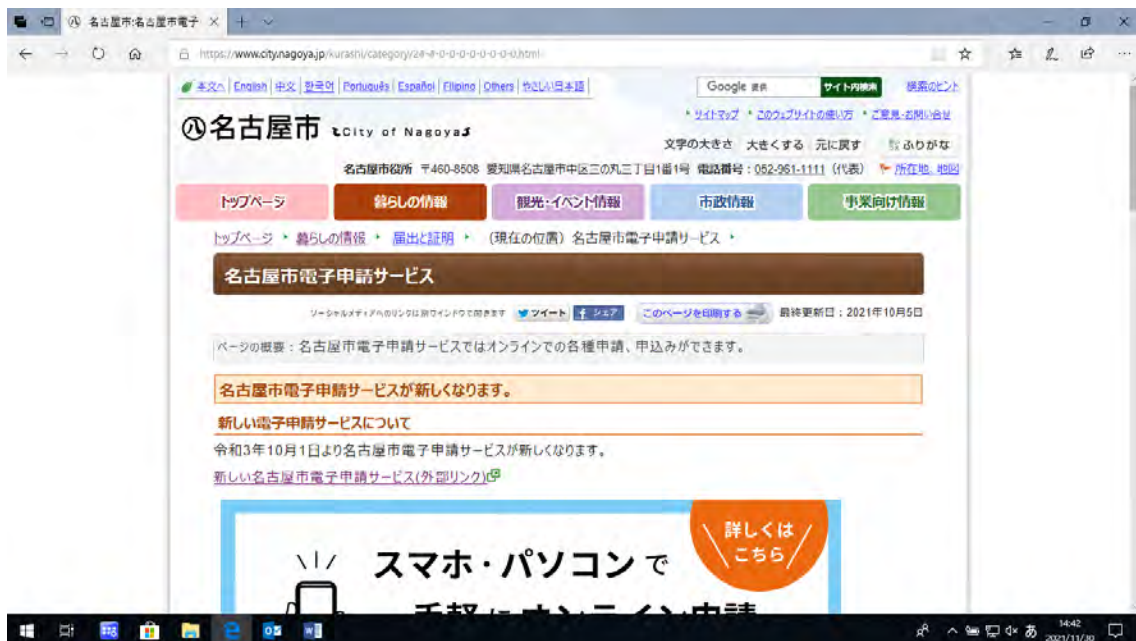 名古屋市:名古屋市電子
https://www.city.nagoya.jp/kurashi/category/24-4-0-0-0-0-0-0-0-0.html
本文へ English 中文 한국어 Português Español Filipino Others やさしい日本語
Google 提供 サイト内検索 検索のヒント
サイトマップ このウェブサイトの使い方 ご意見・お問い合せ
八名古屋市 City of Nagoya
文字の大きさ 大きくする 元に戻す ふりがな
名古屋市役所 〒460-8508 愛知県名古屋市中区三の丸三丁目1番1号 電話番号:052-961-1111 (代表) 所在地、地図
トップページ 暮らしの情報 観光・イベント情報 市政情報 事業向け情報
トップページ 暮らしの情報 届出と証明 (現在の位置) 名古屋市電子申請サービス
名古屋市電子申請サービス
ソーシャルメディアへのリンクは別ウインドウで開きます ツイート シェア このページを印刷する 最終更新日:2021年10月5日
ページの概要:名古屋市電子申請サービスではオンラインでの各種申請、申込みができます。
名古屋市電子申請サービスが新しくなります。
新しい電子申請サービスについて
令和3年10月1日より名古屋市電子申請サービスが新しくなります。
新しい名古屋市電子申請サービス(外部リンク)
詳しくは
こちら
スマホ・パソコンで
手軽にオンライン申請
あ
14:42
2021/11/30